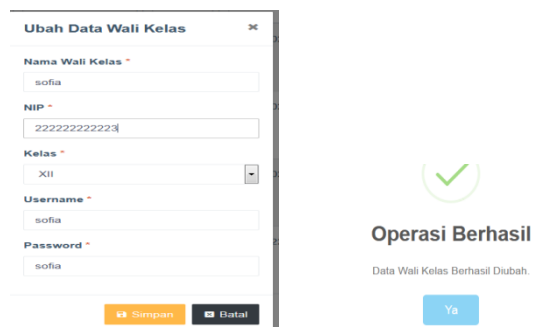 Ubah Data Wali Kelas ×
Nama Wali Kelas *
sofia
NIP *
222222222223
Kelas *
XII
Username *
sofia
Password *
sofia
Simpan
Batal
Operasi Berhasil
Data Wali Kelas Berhasil Diubah.
Ya